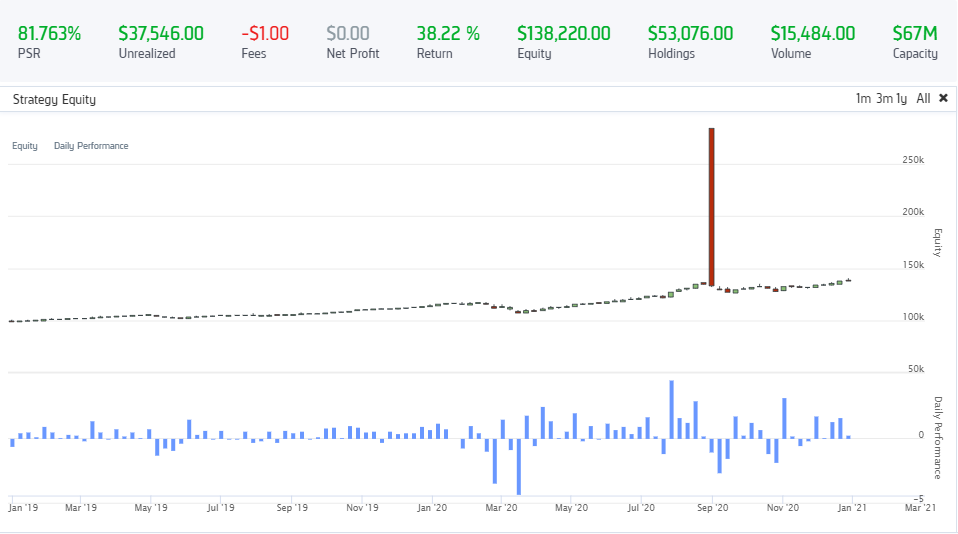 81.763% $37,546.00 -$1.00 $0.00 38.22 % $138,220.00 $53,076.00 $15,484.00 $67M
PSR Unrealized Fees Net Profit Return Equity Holdings Volume Capacity
Strategy Equity 1m 3m 1y All ✖
Equity Daily Performance
250k
200k
Equity
150k
100k
50k
Daily Performance
0
-5
Jan '19 Mar '19 May '19 Jul '19 Sep '19 Nov '19 Jan '20 Mar '20 May '20 Jul '20 Sep '20 Nov '20 Jan '21 Mar '21